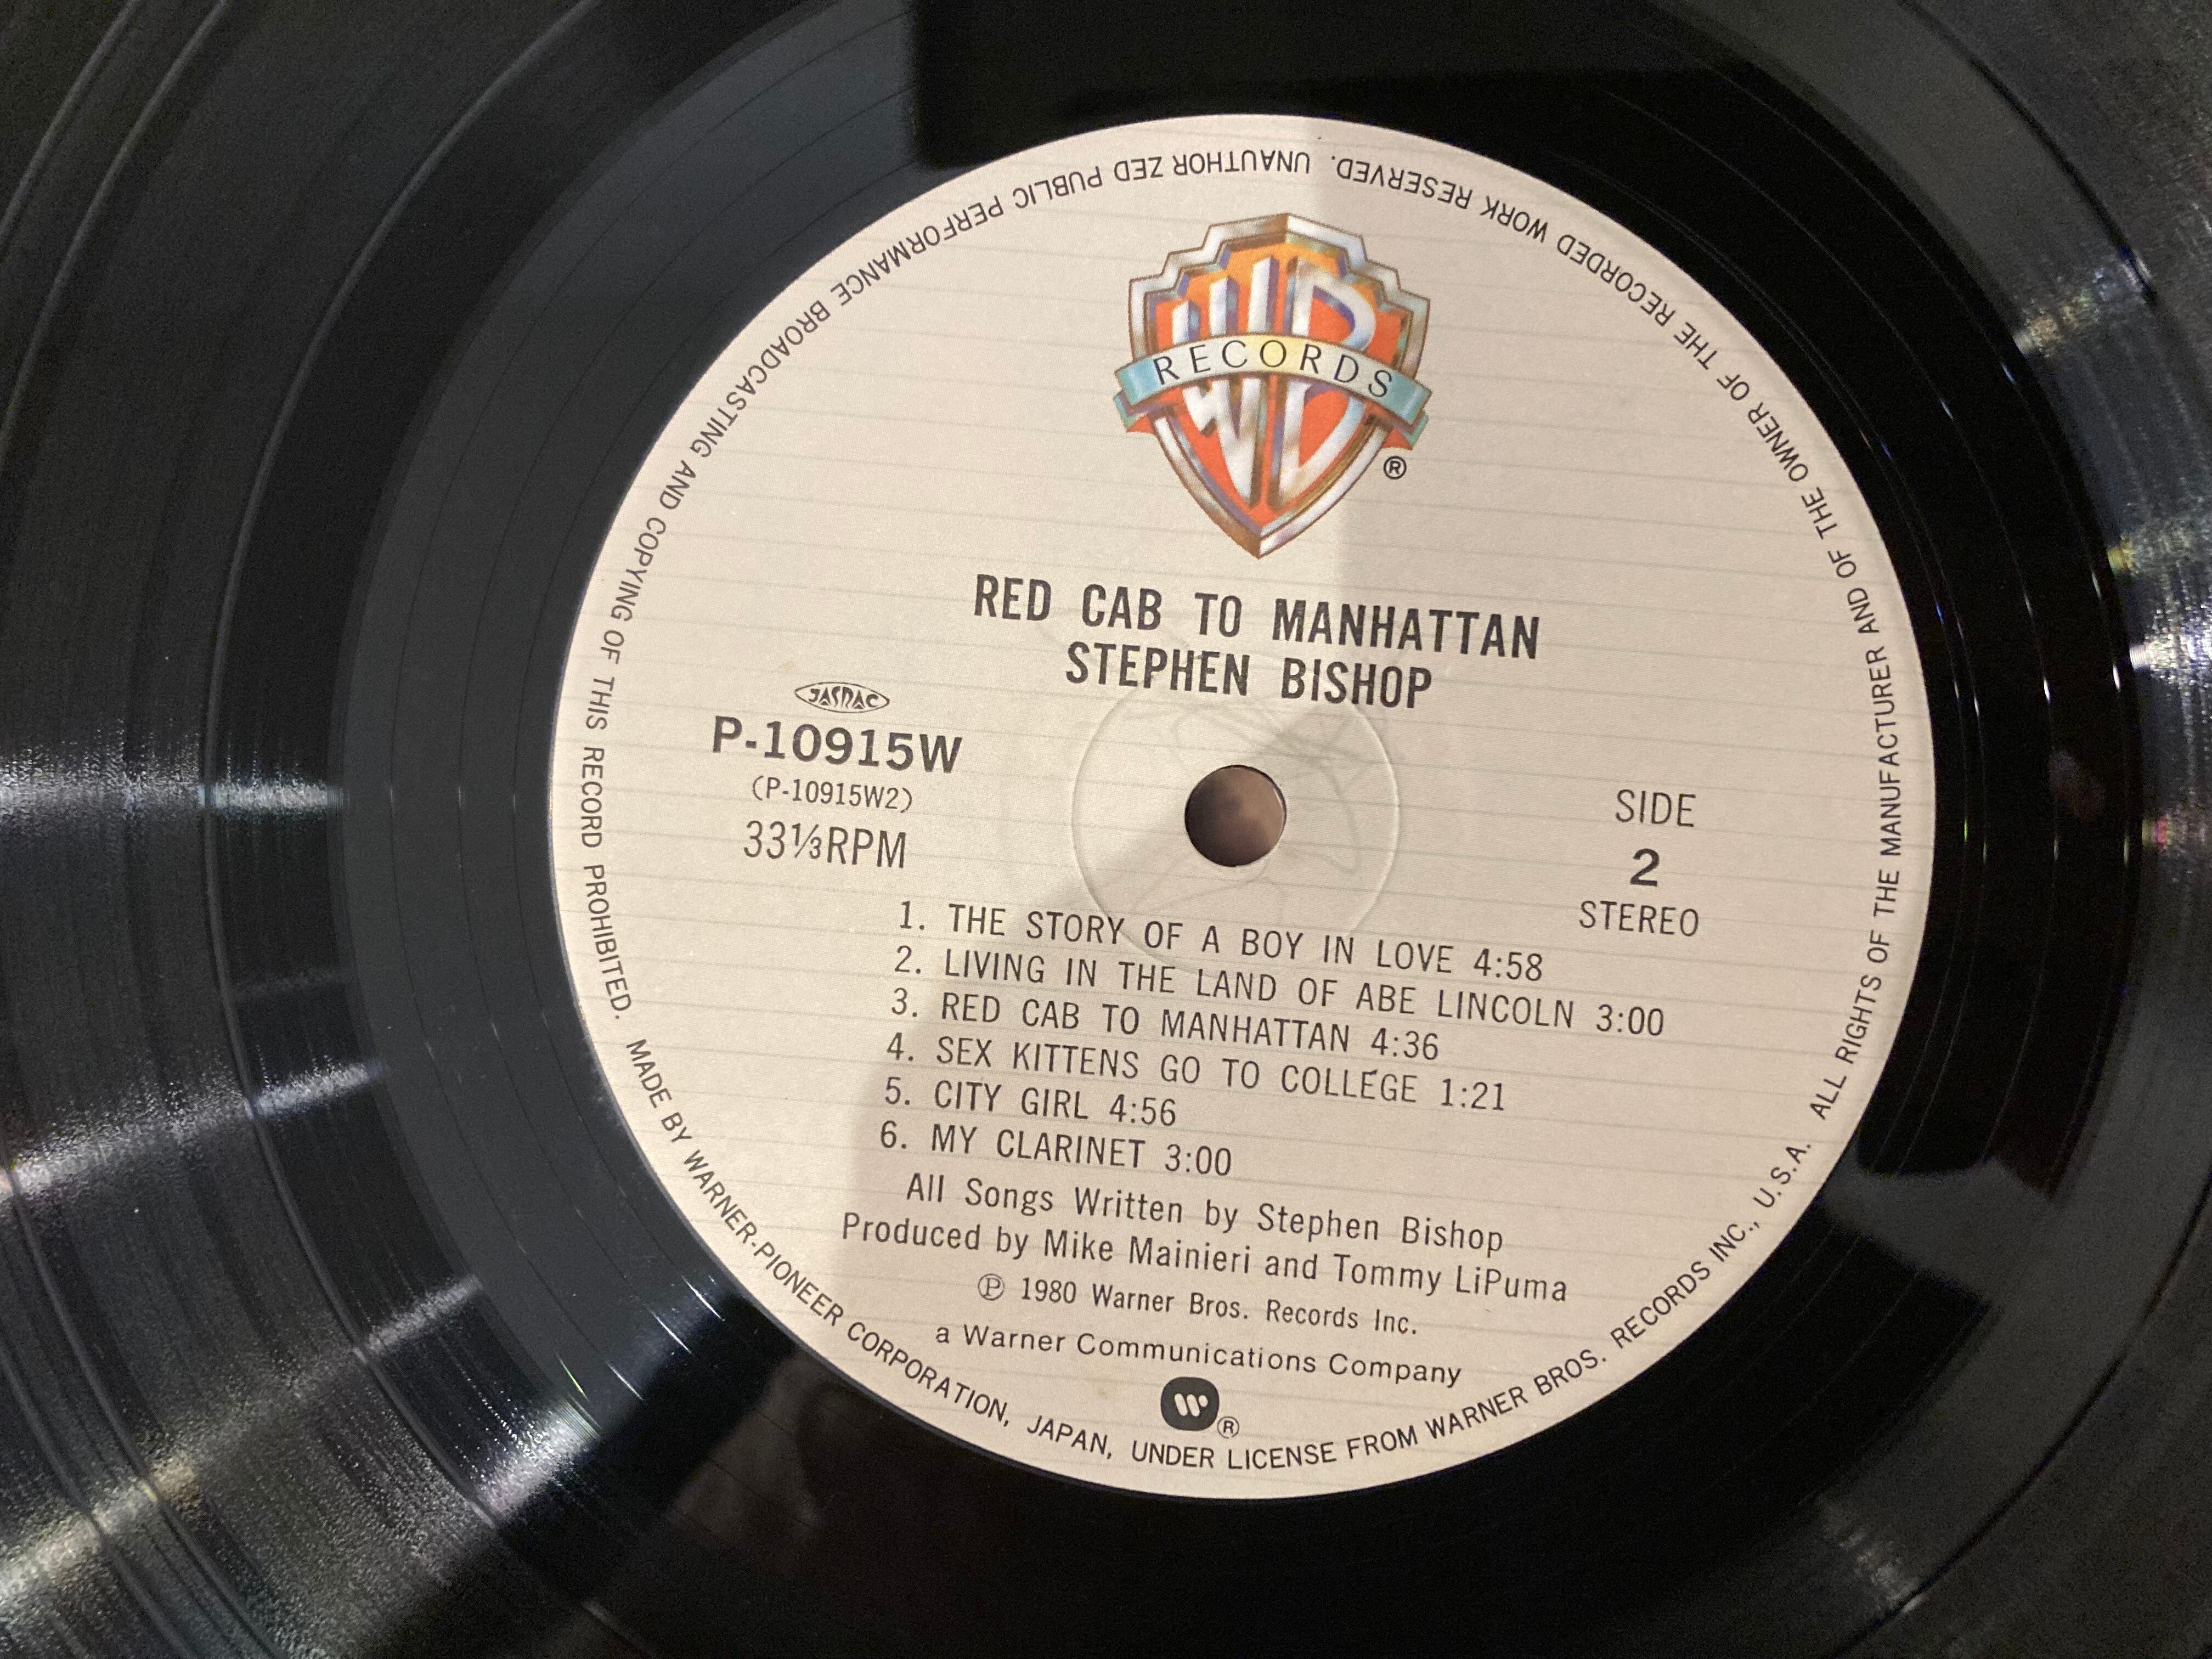 WB
RECORDS
®
RED CAB TO MANHATTAN
STEPHEN BISHOP
JASRAC
P-10915W
(P-10915W2)
33⅓RPM
SIDE
2
STEREO
1. THE STORY OF A BOY IN LOVE 4:58
2. LIVING IN THE LAND OF ABE LINCOLN 3:00
3. RED CAB TO MANHATTAN 4:36
4. SEX KITTENS GO TO COLLEGE 1:21
5. CITY GIRL 4:56
6. MY CLARINET 3:00
All Songs Written by Stephen Bishop
Produced by Mike Mainieri and Tommy LiPuma
℗ 1980 Warner Bros. Records Inc.
a Warner Communications Company
®
MADE BY WARNER-PIONEER CORPORATION, JAPAN, UNDER LICENSE FROM WARNER BROS. RECORDS INC., U.S.A. ALL RIGHTS OF THE MANUFACTURER AND OF THE OWNER OF THE RECORDED WORK RESERVED. UNAUTHOR ZED PUBLIC PERFORMANCE BROADCASTING AND COPYING OF THIS RECORD PROHIBITED.